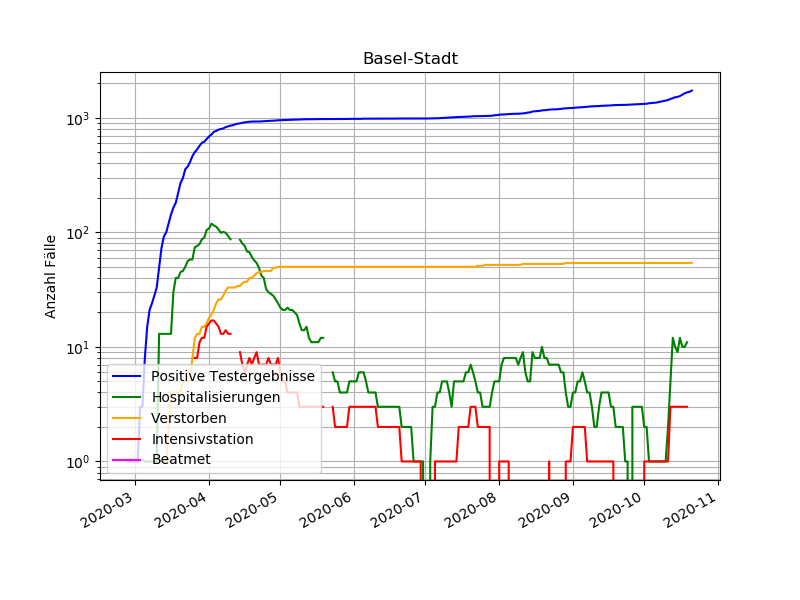 Basel-Stadt
Anzahl Fälle
10³
10²
10¹
10⁰
Positive Testergebnisse
Hospitalisierungen
Verstorben
Intensivstation
Beatmet
2020-03
2020-04
2020-05
2020-06
2020-07
2020-08
2020-09
2020-10
2020-11